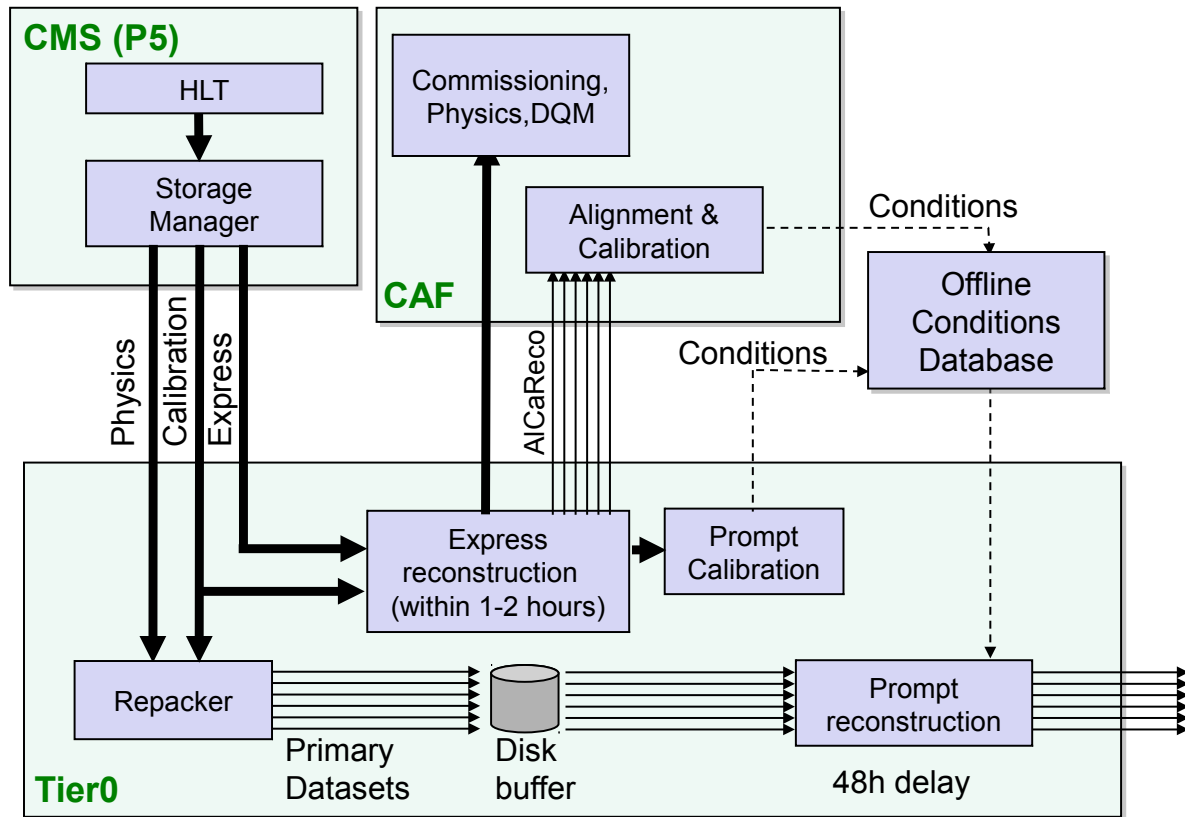 CMS (P5)
HLT
Storage
Manager
Commissioning,
Physics,DQM
Alignment &
Calibration
CAF
Conditions
Offline
Conditions
Database
Conditions
Physics
Calibration
Express
AlCaReco
Express
reconstruction
(within 1-2 hours)
Prompt
Calibration
Repacker
Primary
Datasets
Disk
buffer
Prompt
reconstruction
48h delay
Tier0